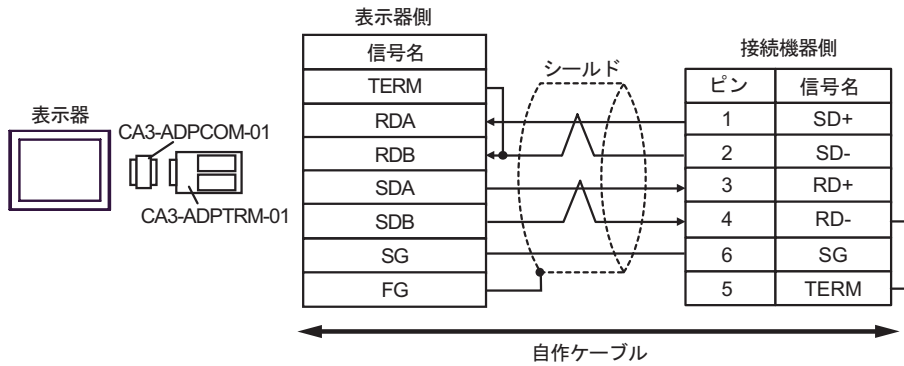 表示器
CA3-ADPCOM-01
CA3-ADPTRM-01
表示器側
信号名
TERM
RDA
RDB
SDA
SDB
SG
FG
シールド
接続機器側
ピン 信号名
1 SD+
2 SD-
3 RD+
4 RD-
6 SG
5 TERM
自作ケーブル